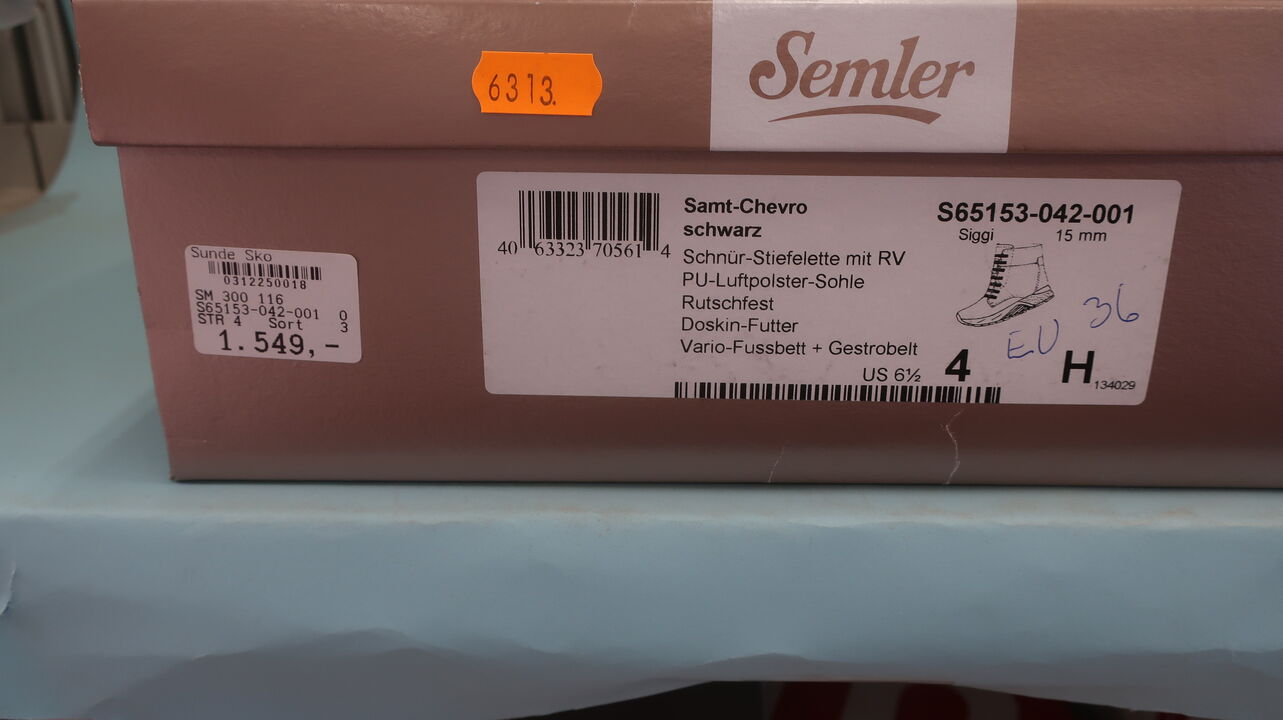 Semler
6313.
Samt-Chevro
schwarz
S65153-042-001
Siggi 15 mm
40 63323 70561 4
Schnür-Stiefelette mit RV
PU-Luftpolster-Sohle
Rutschfest
Doskin-Futter
Vario-Fussbett + Gestrobelt
US 6½ 4 H 134029
EU 36
Sunde Sko
0312250018
SM 300 116
S65153-042-001 0
STR 4 Sort 3
1.549,-